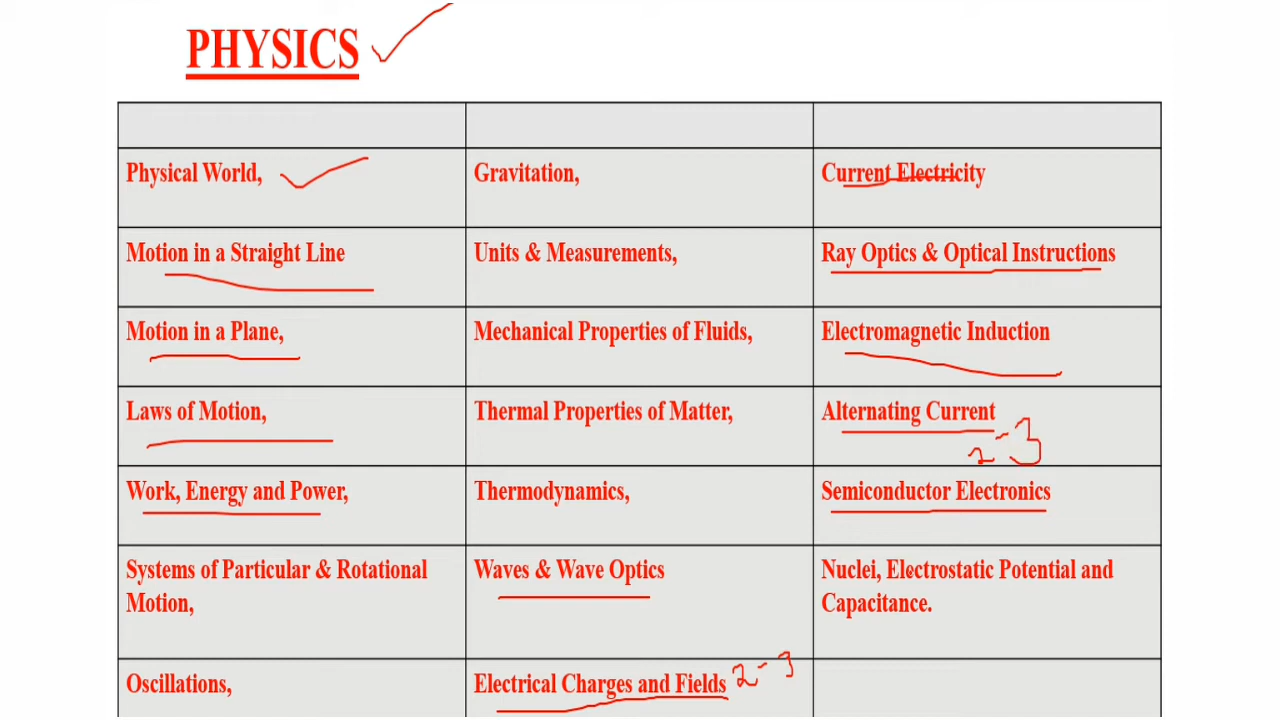 PHYSICS
Physical World, Gravitation, Current Electricity
Motion in a Straight Line Units & Measurements, Ray Optics & Optical Instructions
Motion in a Plane, Mechanical Properties of Fluids, Electromagnetic Induction
Laws of Motion, Thermal Properties of Matter, Alternating Current
2-3
Work, Energy and Power, Thermodynamics, Semiconductor Electronics
Systems of Particular & Rotational Waves & Wave Optics Nuclei, Electrostatic Potential and
Motion, Capacitance.
Oscillations, Electrical Charges and Fields 2-3